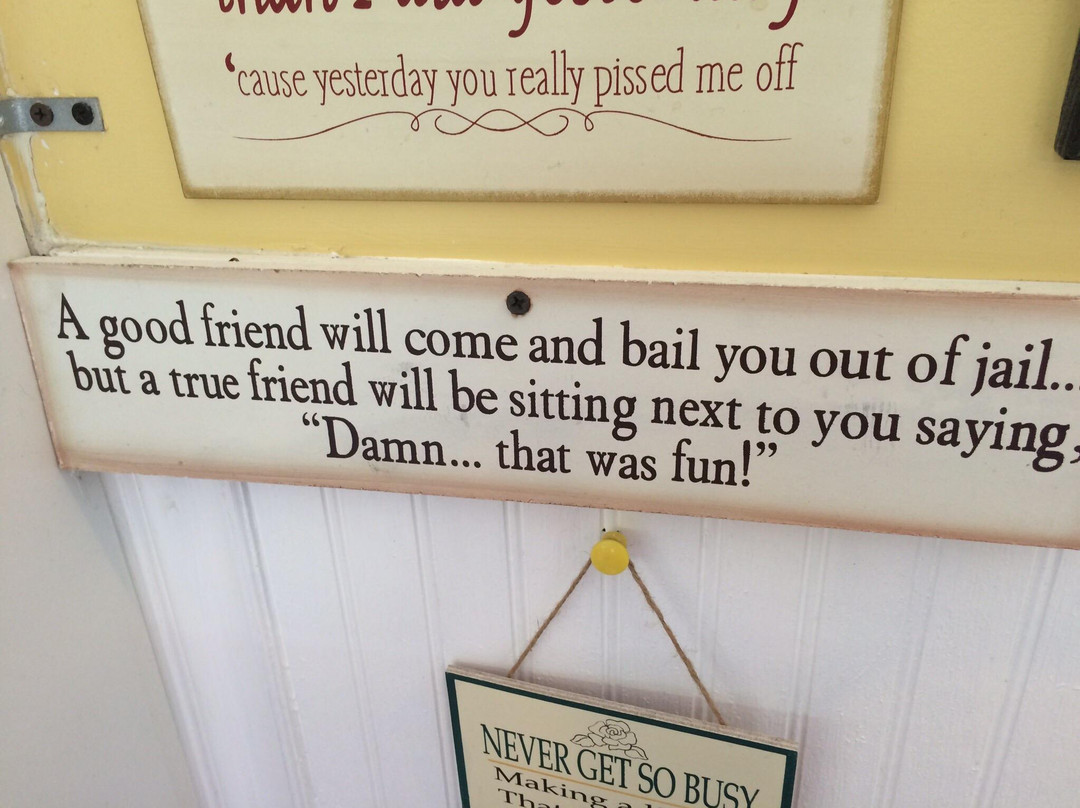 'cause yesterday you really pissed me off
A good friend will come and bail you out of jail...
but a true friend will be sitting next to you saying,
“Damn... that was fun!”
NEVER GET SO BUSY
Making a